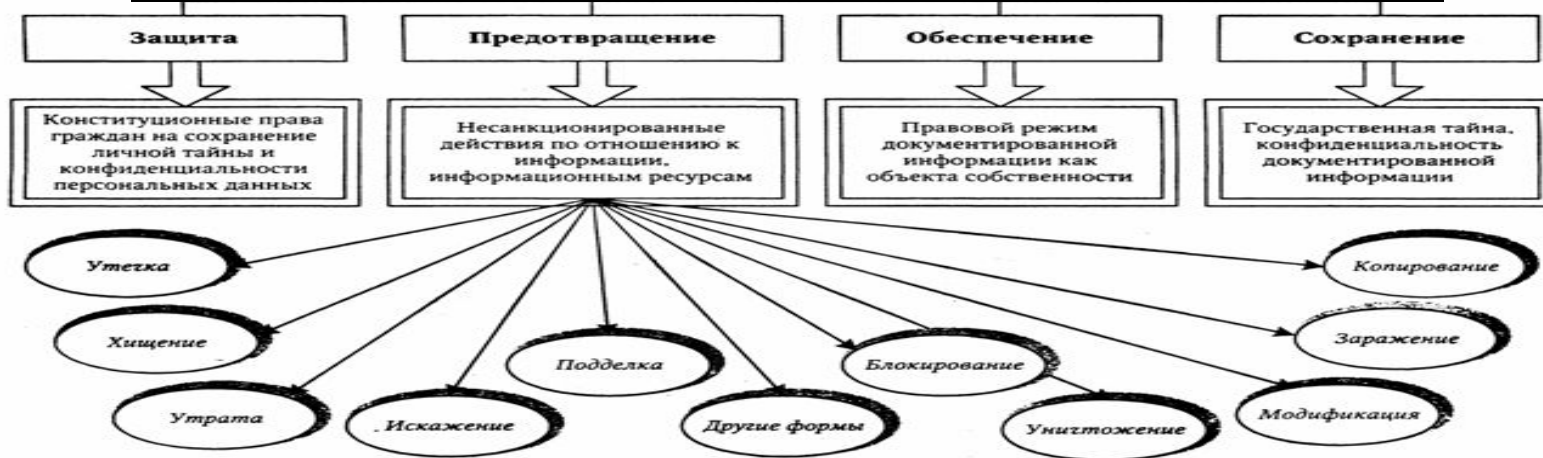 Защита
Предотвращение
Обеспечение
Сохранение
Конституционные права
граждан на сохранение
личной тайны и
конфиденциальности
персональных данных
Несанкционированные
действия по отношению к
информации,
информационным ресурсам
Правовой режим
документированной
информации как
объекта собственности
Государственная тайна,
конфиденциальность
документированной
информации
Утечка
Копирование
Хищение
Заражение
Подделка
Блокирование
Утрата
Искажение
Другие формы
Уничтожение
Модификация